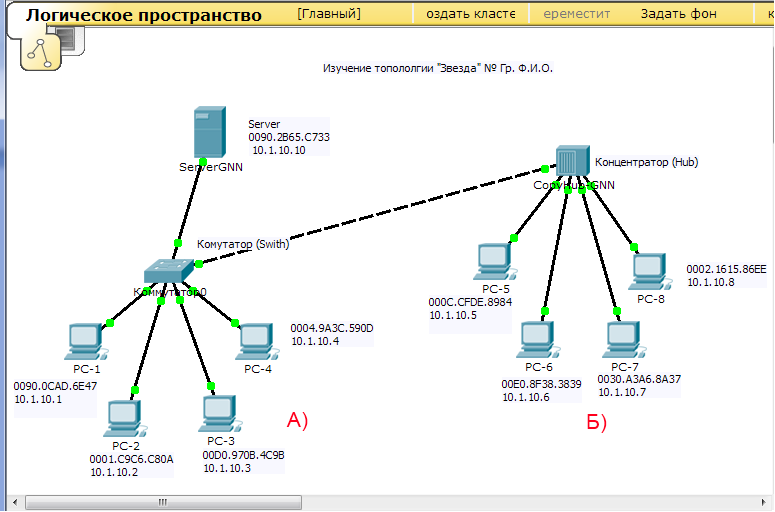 Логическое пространство
[Главный]
оздать класте
ереместит
Задать фон
к
Изучение топололгии "Звезда" № Гр. Ф.И.О.
Server
0090.2B65.C733
10.1.10.10
ServerGNN
Концентратор (Hub)
CopyHub-GNN
Комутатор (Swith)
Коммутатор0
PC-5
000C.CFDE.8984
10.1.10.5
PC-8
0002.1615.86EE
10.1.10.8
PC-1
0090.0CAD.6E47
10.1.10.1
PC-4
0004.9A3C.590D
10.1.10.4
PC-6
00E0.8F38.3839
10.1.10.6
PC-7
0030.A3A6.8A37
10.1.10.7
PC-2
0001.C9C6.C80A
10.1.10.2
PC-3
00D0.970B.4C9B
10.1.10.3
А)
Б)